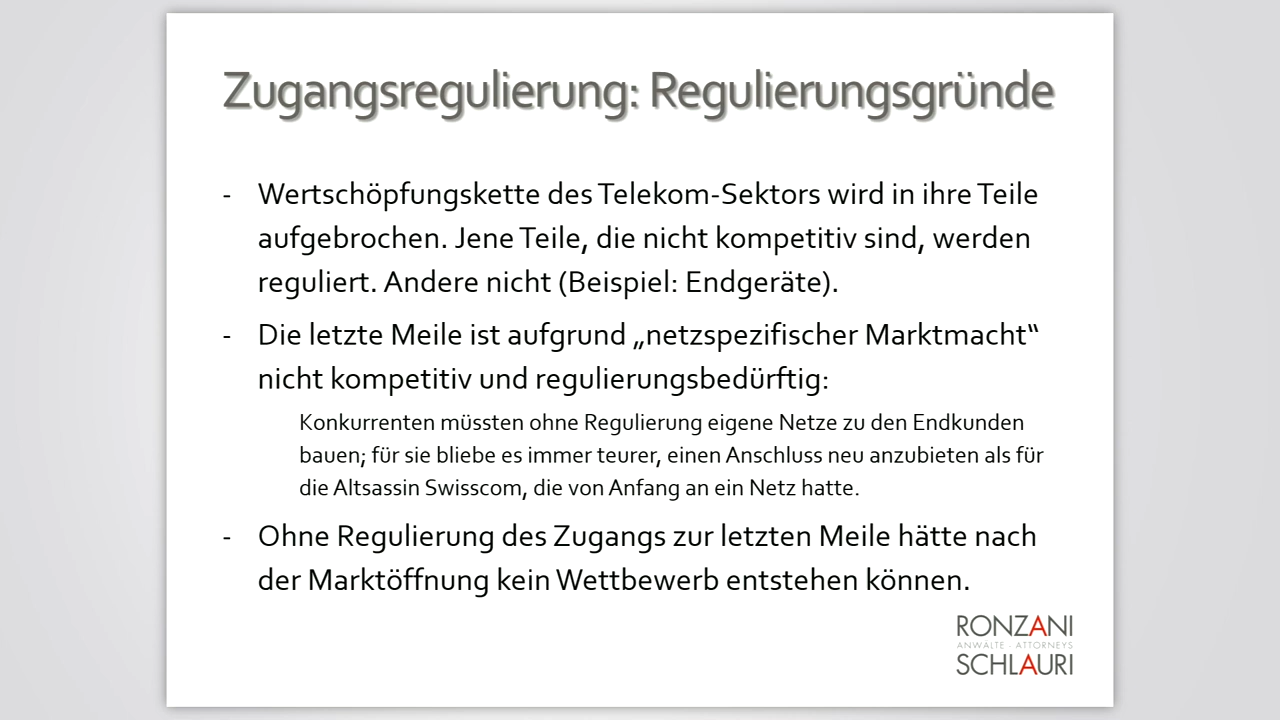 Zugangsregulierung: Regulierungsgründe
- Wertschöpfungskette des Telekom-Sektors wird in ihre Teile
aufgebrochen. Jene Teile, die nicht kompetitiv sind, werden
reguliert. Andere nicht (Beispiel: Endgeräte).
- Die letzte Meile ist aufgrund „netzspezifischer Marktmacht“
nicht kompetitiv und regulierungsbedürftig:
Konkurrenten müssten ohne Regulierung eigene Netze zu den Endkunden
bauen; für sie bliebe es immer teurer, einen Anschluss neu anzubieten als für
die Altsassin Swisscom, die von Anfang an ein Netz hatte.
- Ohne Regulierung des Zugangs zur letzten Meile hätte nach
der Marktöffnung kein Wettbewerb entstehen können.
RONZANI
ANWÄLTE - ATTORNEYS
SCHLAURI